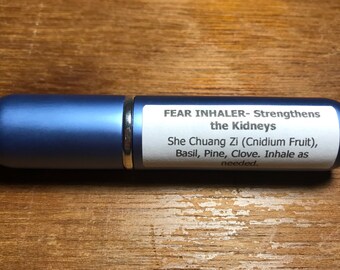 FEAR INHALER- Strengthens
the Kidneys
She Chuang Zi (Cnidium Fruit),
Basil, Pine, Clove. Inhale as
needed.